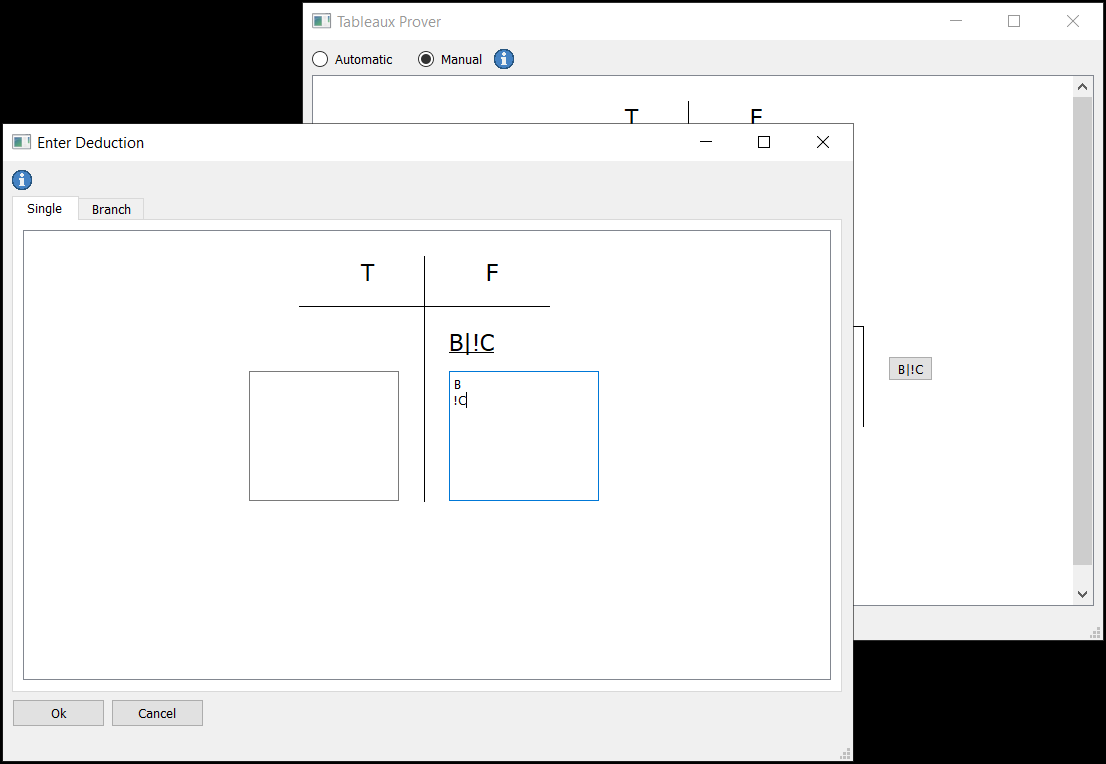 Tableaux Prover
Automatic Manual
T F
Enter Deduction
Single Branch
T F
B|!C
B
!C
B|!C
Ok Cancel